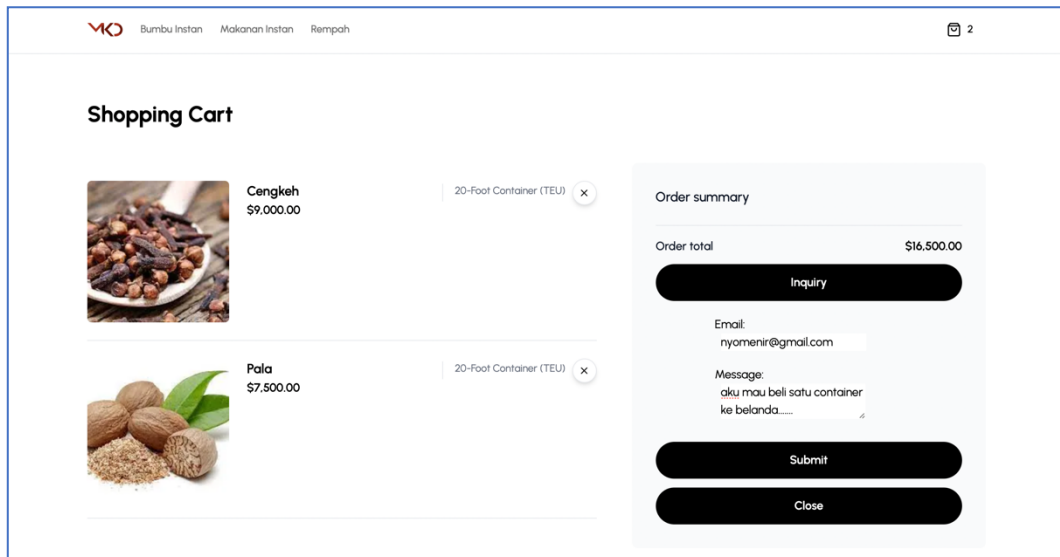 MKD Bumbu Instan Makanan Instan Rempah 2
Shopping Cart
Cengkeh
$9,000.00
20-Foot Container (TEU)
Pala
$7,500.00
20-Foot Container (TEU)
Order summary
Order total $16,500.00
Inquiry
Email:
nyomenir@gmail.com
Message:
aku mau beli satu container
ke belanda.......
Submit
Close